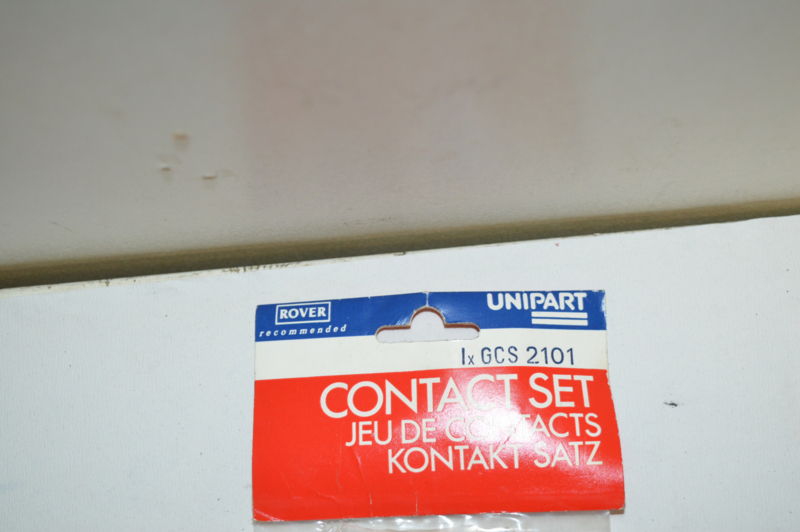 ROVER
recommended
UNIPART
1x GCS 2101
CONTACT SET
JEU DE CONTACTS
KONTAKT SATZ